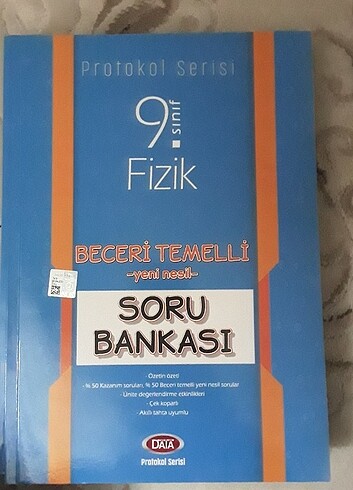 Protokol Serisi
9.
sınıf
Fizik
BECERİ TEMELLİ
-yeni nesil-
SORU
BANKASI
· Özetin özeti
· % 50 Kazanım soruları, % 50 Beceri temelli yeni nesil sorular
· Ünite değerlendirme etkinlikleri
· Çek kopartı
· Akıllı tahta uyumlu
DATA
Protokol Serisi